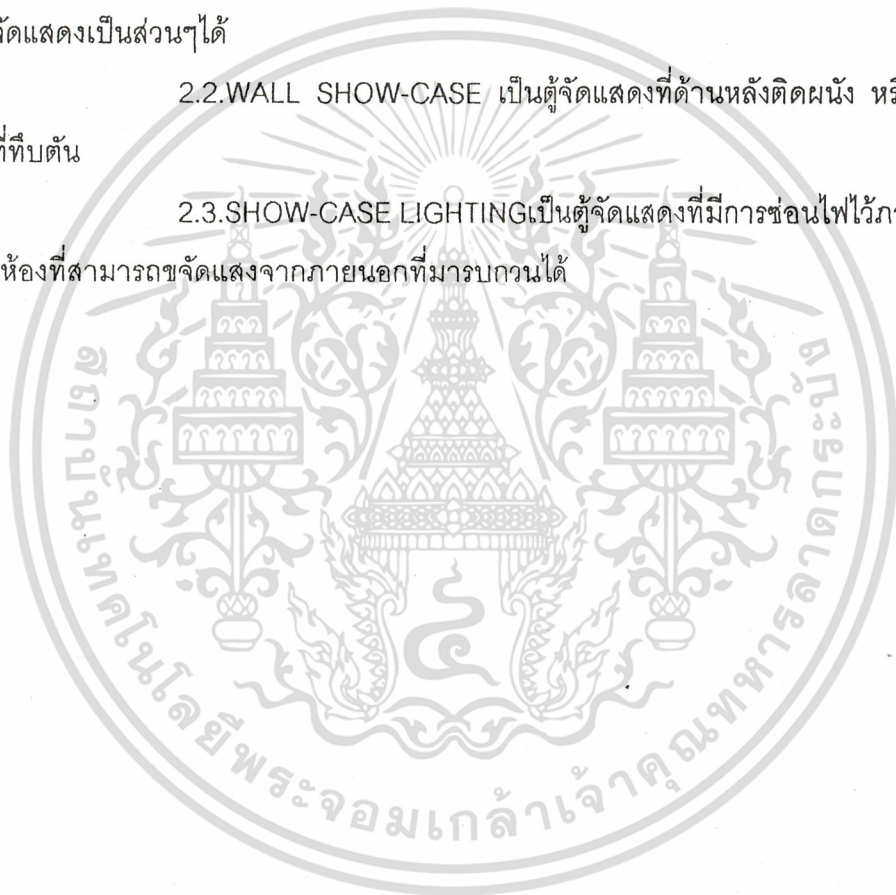 จัดแสดงเป็นส่วนๆได้
2.2.WALL SHOW-CASE เป็นตู้จัดแสดงที่ด้านหลังติดผนัง
ที่ทึบตัน
2.3.SHOW-CASE LIGHTINGเป็นตู้จัดแสดงที่มีการซ่อนไฟไว้
ห้องที่สามารถขจัดแสงจากภายนอกที่มารบกวนได้
สถาบันเทคโนโลยีพระจอมเกล้าเจ้าคุณทหารลาดกระบัง